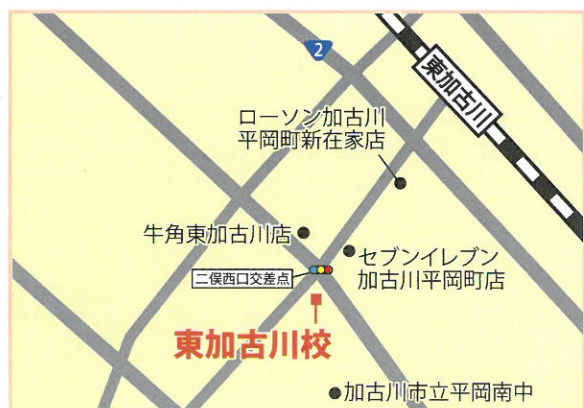 2
東加古川
ローソン加古川
平岡町新在家店
牛角東加古川店
セブンイレブン
加古川平岡町店
二俣西口交差点
東加古川校
加古川市立平岡南中